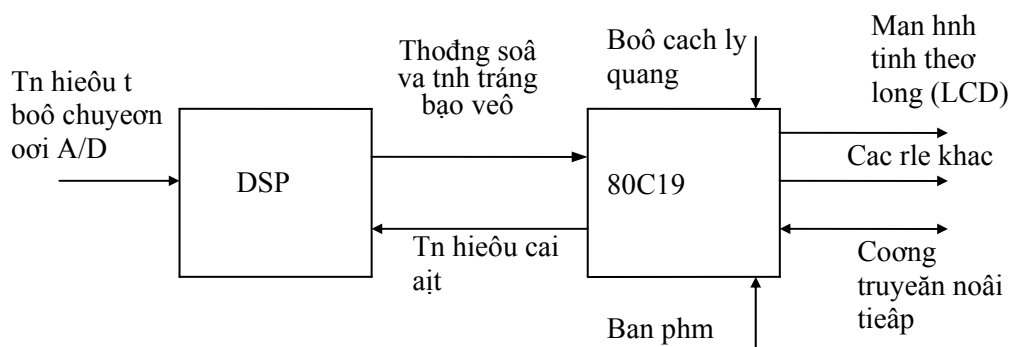 Tn hieôu t
boô chuyeơn
oơi A/D
DSP
Thođng soâ
va tnh tráng
bạo veô
Tn hieôu cai
aịt
Boô cach ly
quang
80C19
Ban phm
Man hnh
tinh theơ
long (LCD)
Cac rle khac
Coơng
truyeăn noâi
tieâp